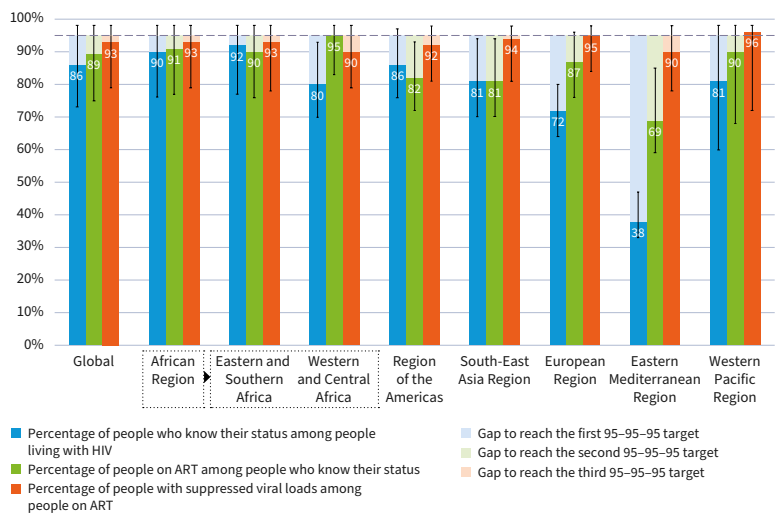 100%
90%
80%
70%
60%
50%
40%
30%
20%
10%
0%
86
89
93
90
91
93
92
90
93
80
95
90
86
82
92
81
81
94
72
87
95
38
69
90
81
90
96
Global
African
Region
Eastern and
Southern
Africa
Western
and Central
Africa
Region
of the
Americas
South-East
Asia Region
European
Region
Eastern
Mediterranean
Region
Western
Pacific
Region
Percentage of people who know their status among people
living with HIV
Percentage of people on ART among people who know their status
Percentage of people with suppressed viral loads among
people on ART
Gap to reach the first 95–95–95 target
Gap to reach the second 95–95–95 target
Gap to reach the third 95–95–95 target